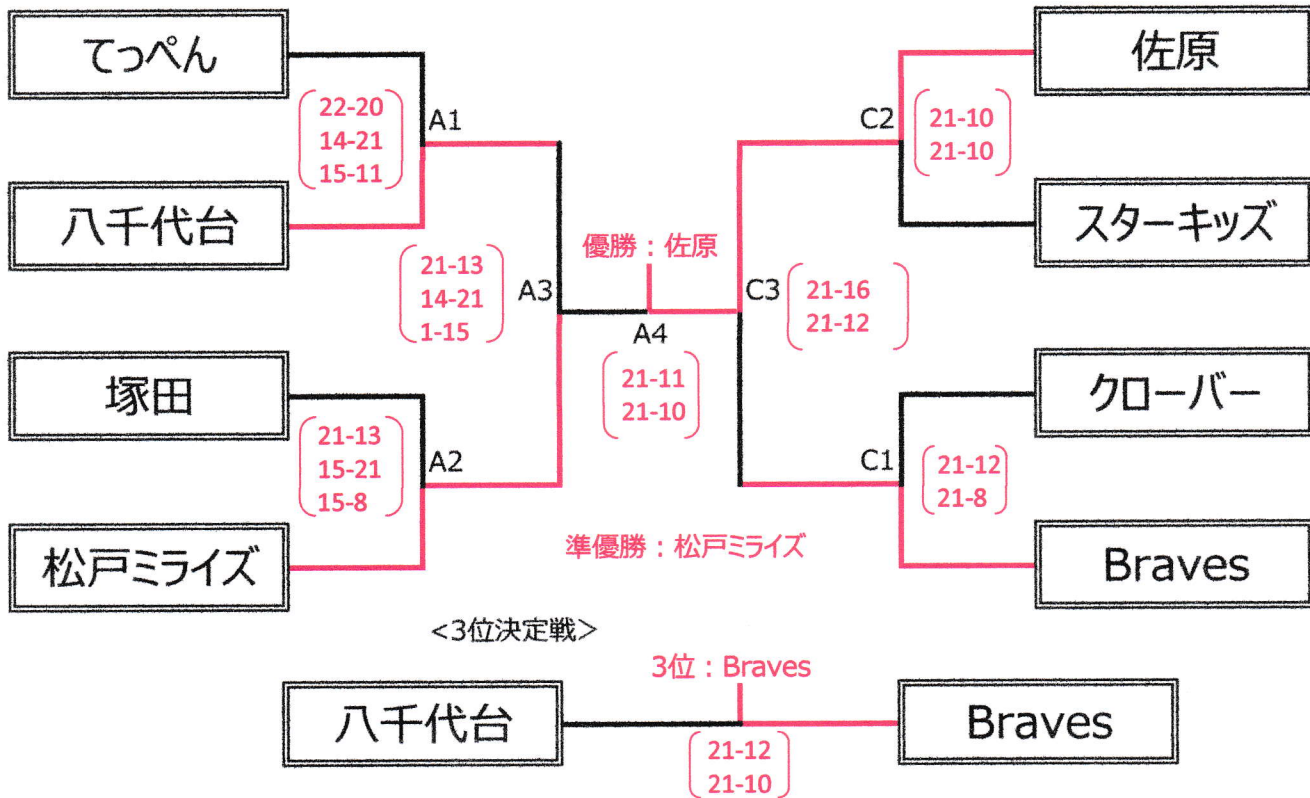 てっぺん
佐原
22-20
14-21
15-11
A1
C2
21-10
21-10
八千代台
スターキッズ
優勝：佐原
21-13
14-21
1-15
A3
A4
C3
21-16
21-12
21-11
21-10
塚田
クローバー
21-13
15-21
15-8
A2
C1
21-12
21-8
松戸ミライズ
準優勝：松戸ミライズ
Braves
<3位決定戦>
3位：Braves
八千代台
Braves
21-12
21-10